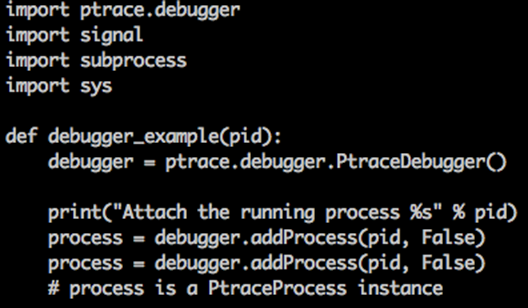 import ptrace.debugger
import signal
import subprocess
import sys
def debugger_example(pid):
debugger = ptrace.debugger.PtraceDebugger()
print("Attach the running process %s" % pid)
process = debugger.addProcess(pid, False)
process = debugger.addProcess(pid, False)
# process is a PtraceProcess instance